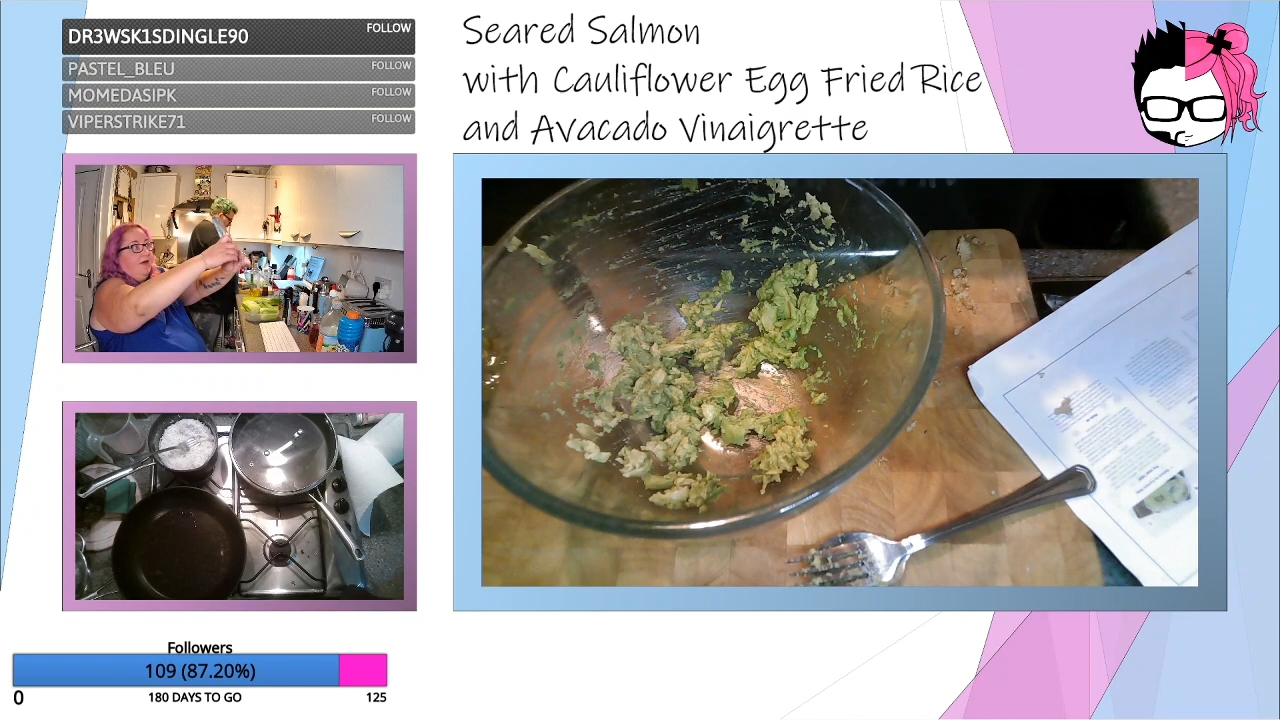 DR3WSK1SDINGLE90 FOLLOW
PASTEL_BLEU FOLLOW
MOMEDASIPK FOLLOW
VIPERSTRIKE71 FOLLOW
Seared Salmon
with Cauliflower Egg Fried Rice
and Avacado Vinaigrette
Followers
109 (87.20%)
0 180 DAYS TO GO 125